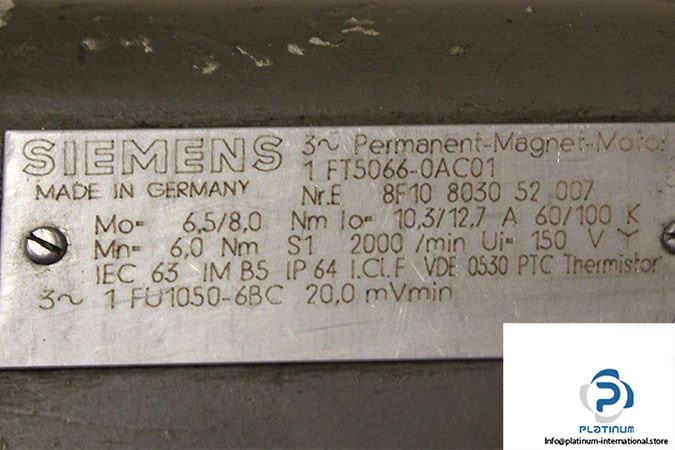 SIEMENS 3~ Permanent-Magnet-Motor
1 FT5066-0AC01
MADE IN GERMANY Nr.E 8F10 8030 52 007
Mo= 6,5/8,0 Nm Io= 10,3/12,7 A 60/100 K
Mn= 6,0 Nm S1 2000 /min Ui= 150 V Y
IEC 63 IM B5 IP 64 I.Cl.F VDE 0530 PTC Thermistor
3~ 1 FU1050-6BC 20,0 mVmin
PLATINUM
Info@platinum-international.store